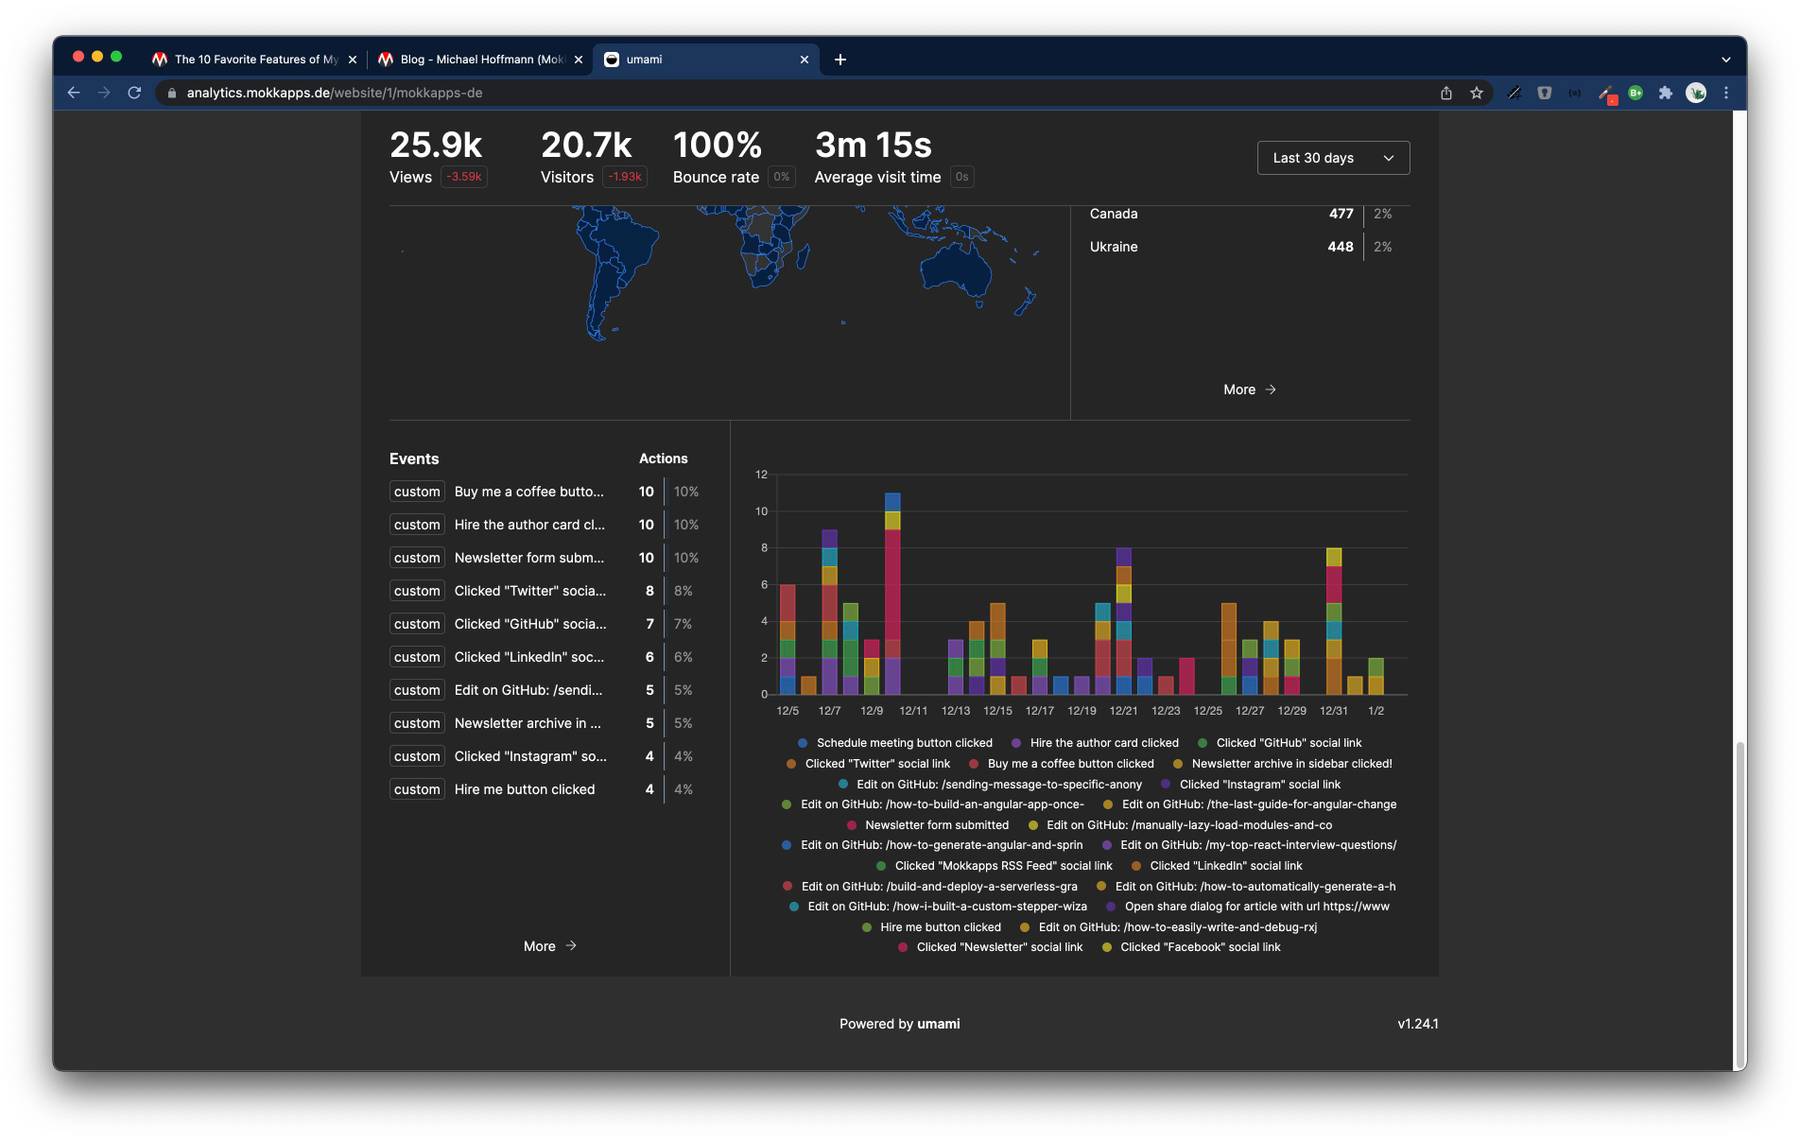 The 10 Favorite Features of My
Blog - Michael Hoffmann (Mok
umami
analytics.mokkapps.de/website/1/mokkapps-de
25.9k 20.7k 100% 3m 15s
Views -3.59k Visitors -1.93k Bounce rate 0% Average visit time 0s
Last 30 days
Canada 477 2%
Ukraine 448 2%
More
Events Actions
custom Buy me a coffee butto... 10 10%
custom Hire the author card cl... 10 10%
custom Newsletter form subm... 10 10%
custom Clicked "Twitter" socia... 8 8%
custom Clicked "GitHub" socia... 7 7%
custom Clicked "LinkedIn" soc... 6 6%
custom Edit on GitHub: /sendi... 5 5%
custom Newsletter archive in ... 5 5%
custom Clicked "Instagram" so... 4 4%
custom Hire me button clicked 4 4%
More
12
10
8
6
4
2
0
12/5 12/7 12/9 12/11 12/13 12/15 12/17 12/19 12/21 12/23 12/25 12/27 12/29 12/31 1/2
Schedule meeting button clicked Hire the author card clicked Clicked "GitHub" social link
Clicked "Twitter" social link Buy me a coffee button clicked Newsletter archive in sidebar clicked!
Edit on GitHub: /sending-message-to-specific-anony Clicked "Instagram" social link
Edit on GitHub: /how-to-build-an-angular-app-once- Edit on GitHub: /the-last-guide-for-angular-change
Newsletter form submitted Edit on GitHub: /manually-lazy-load-modules-and-co
Edit on GitHub: /how-to-generate-angular-and-sprin Edit on GitHub: /my-top-react-interview-questions/
Clicked "Mokkapps RSS Feed" social link Clicked "LinkedIn" social link
Edit on GitHub: /build-and-deploy-a-serverless-gra Edit on GitHub: /how-to-automatically-generate-a-h
Edit on GitHub: /how-i-built-a-custom-stepper-wiza Open share dialog for article with url https://www
Hire me button clicked Edit on GitHub: /how-to-easily-write-and-debug-rxj
Clicked "Newsletter" social link Clicked "Facebook" social link
Powered by umami
v1.24.1